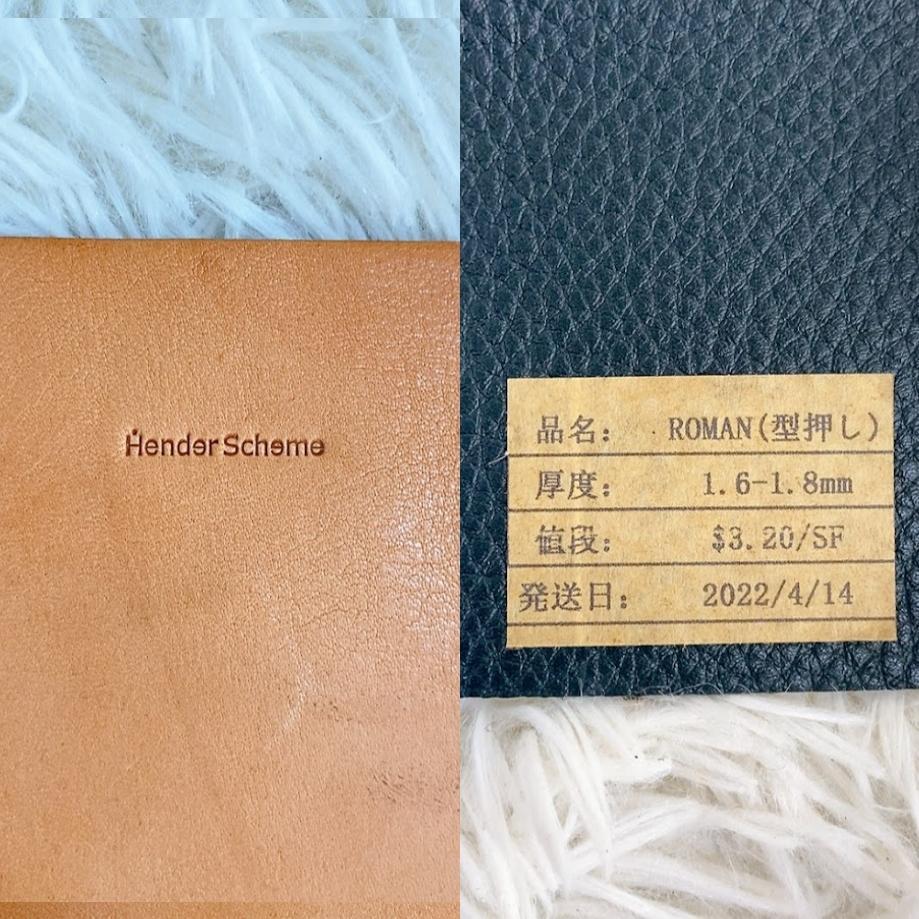 Hender Scheme
品名: ROMAN(型押し)
厚度: 1.6-1.8mm
値段: $3.20/SF
発送日: 2022/4/14